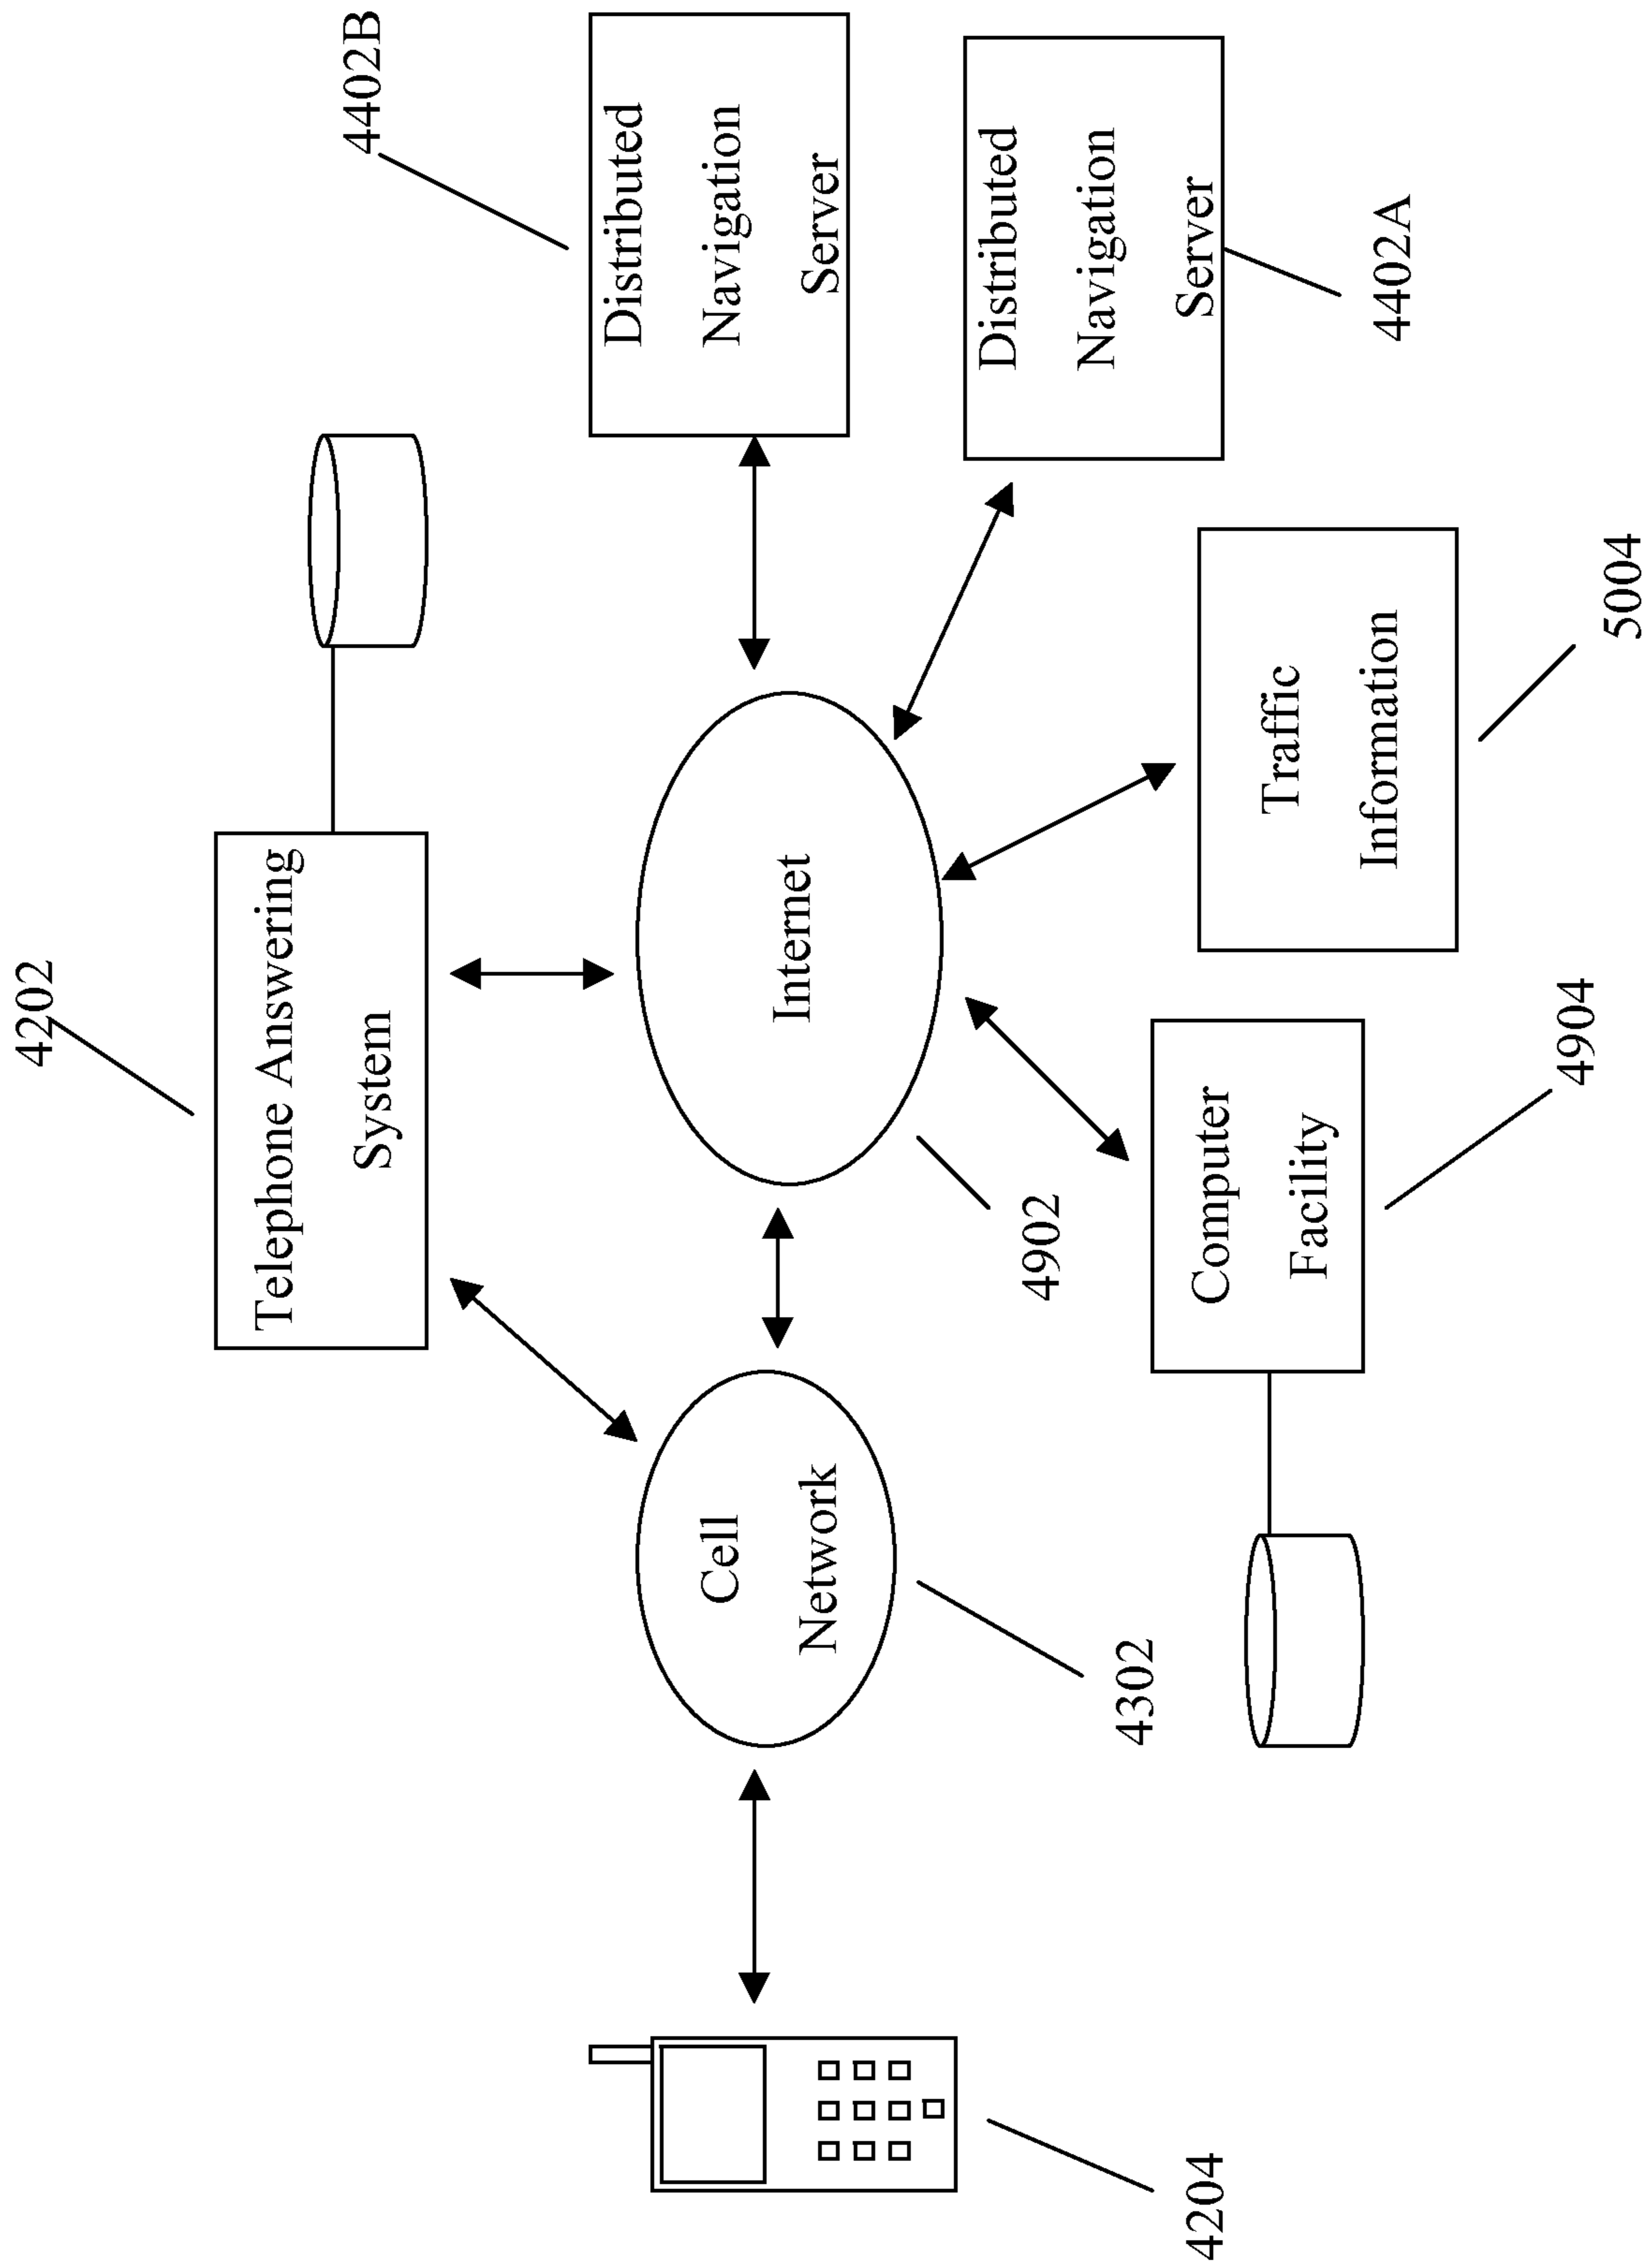 4202
Telephone Answering
System
4402B
Distributed
Navigation
Server
Cell
Network
Internet
Distributed
Navigation
Server
4402A
4902
4302
Computer
Facility
Traffic
Information
4204
4904
5004